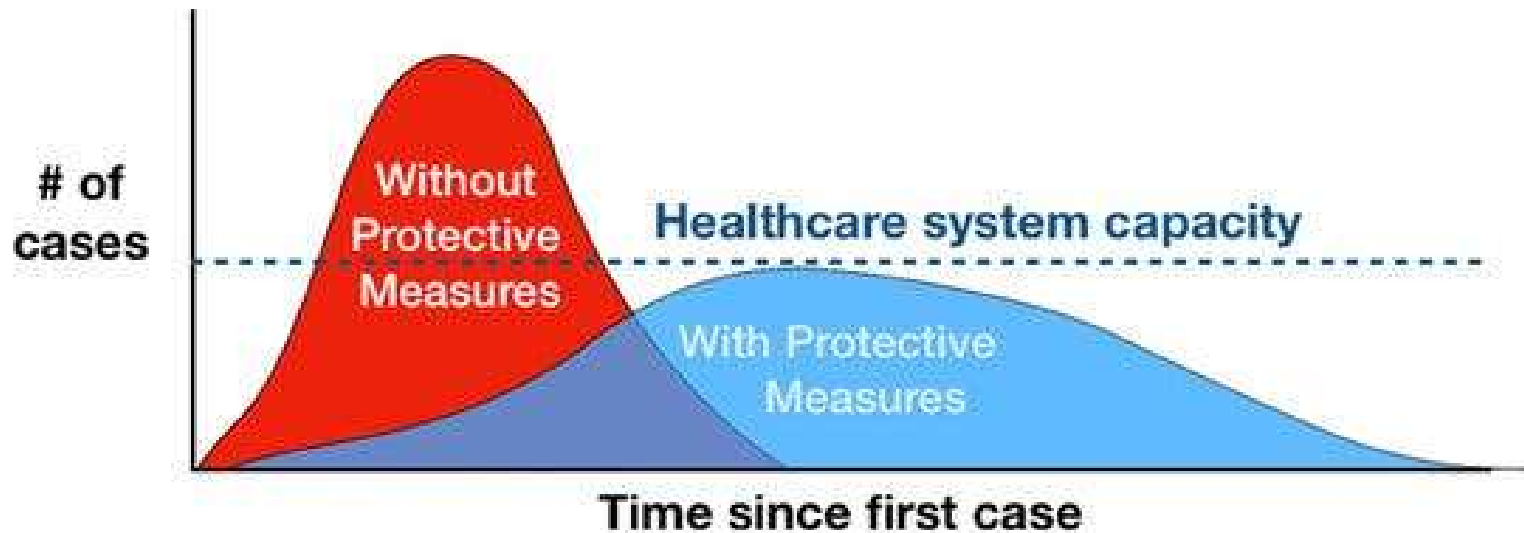 # of
cases
Without
Protective
Measures
Healthcare system capacity
With Protective
Measures
Time since first case